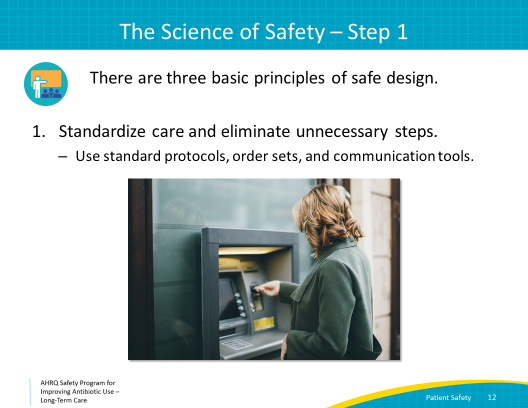 The Science of Safety – Step 1
There are three basic principles of safe design.
1. Standardize care and eliminate unnecessary steps.
– Use standard protocols, order sets, and communication tools.
AHRQ Safety Program for
Improving Antibiotic Use –
Long-Term Care
Patient Safety 12